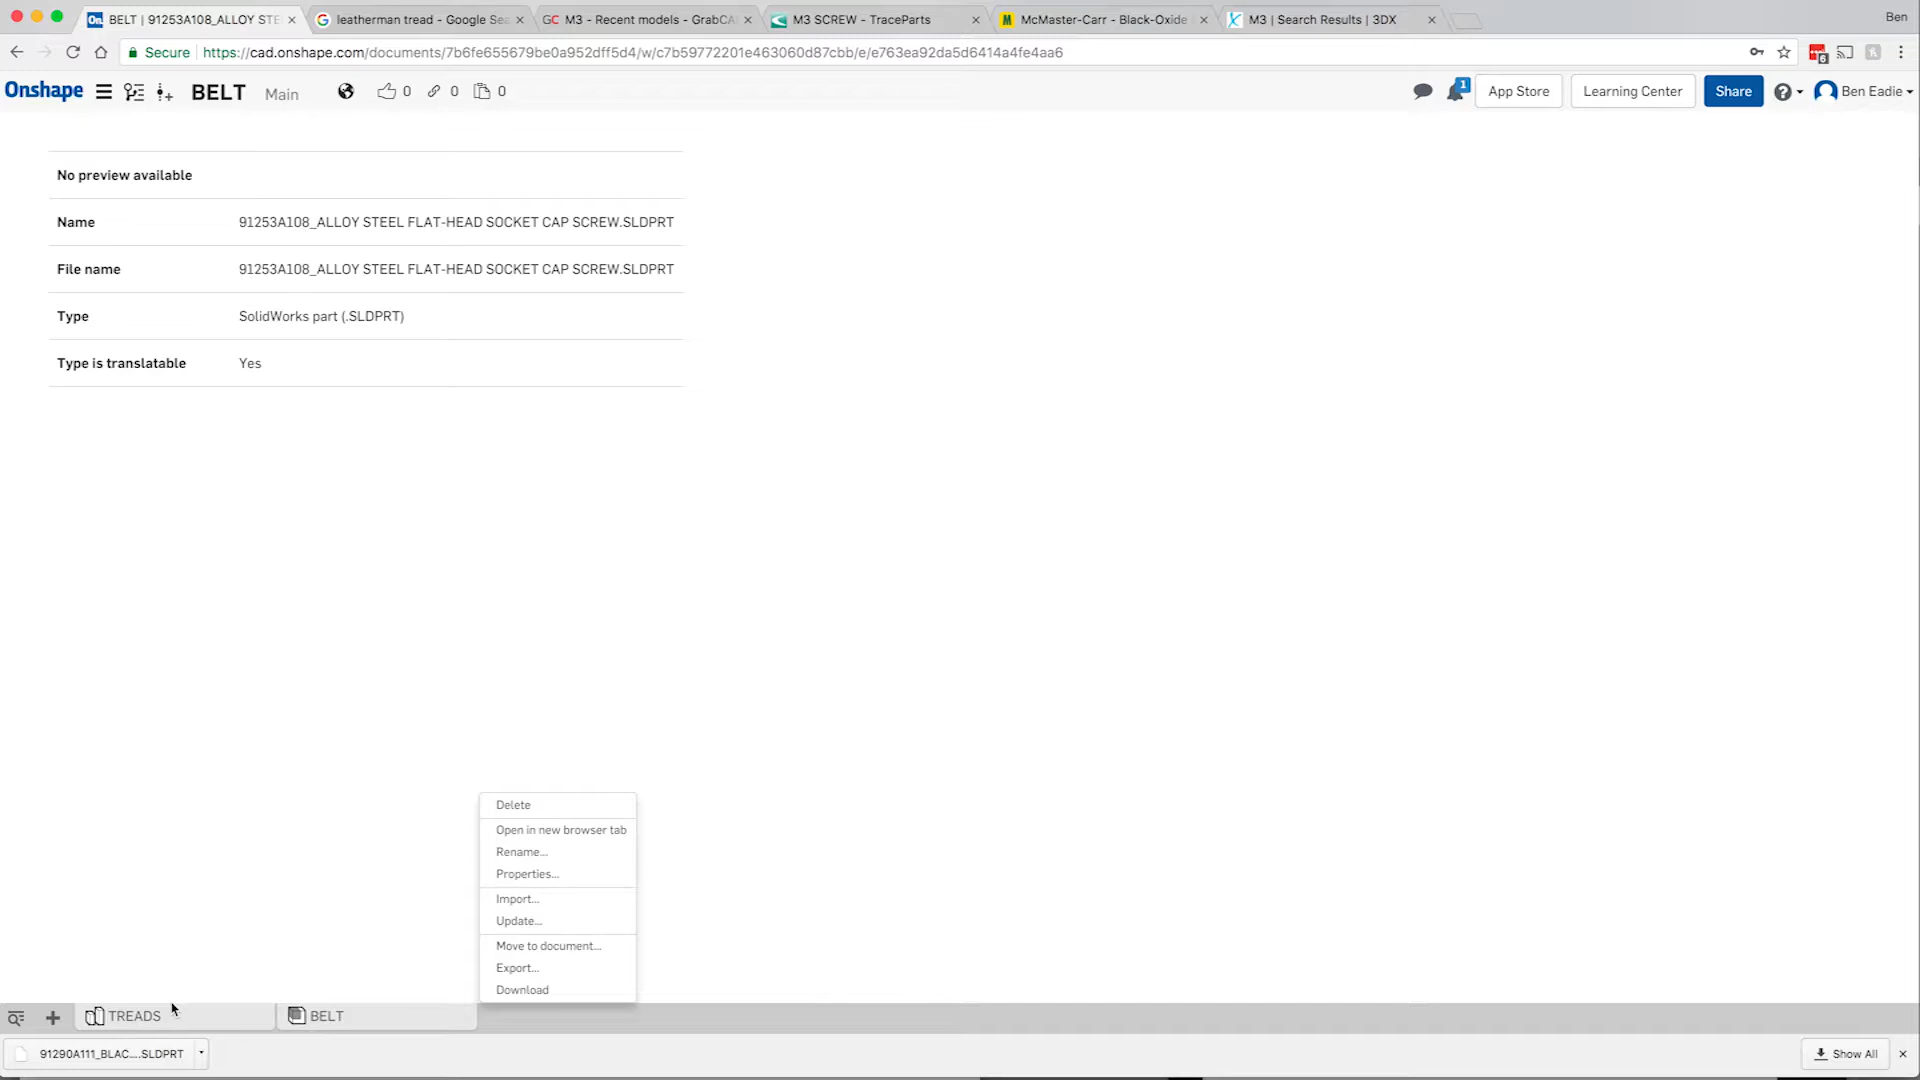 BELT | 91253A108_ALLOY STE
leatherman tread - Google Sea
GC M3 - Recent models - GrabCA
M3 SCREW - TraceParts
McMaster-Carr - Black-Oxide
M3 | Search Results | 3DX
Ben
Secure https://cad.onshape.com/documents/7b6fe655679be0a952dff5d4/w/c7b59772201e463060d87cbb/e/e763ea92da5d6414a4fe4aa6
6
Onshape BELT Main 0 0 0 1 App Store Learning Center Share Ben Eadie
No preview available
Name 91253A108_ALLOY STEEL FLAT-HEAD SOCKET CAP SCREW.SLDPRT
File name 91253A108_ALLOY STEEL FLAT-HEAD SOCKET CAP SCREW.SLDPRT
Type SolidWorks part (.SLDPRT)
Type is translatable Yes
Delete
Open in new browser tab
Rename...
Properties...
Import...
Update...
Move to document...
Export...
Download
TREADS BELT
91290A111_BLAC....SLDPRT Show All